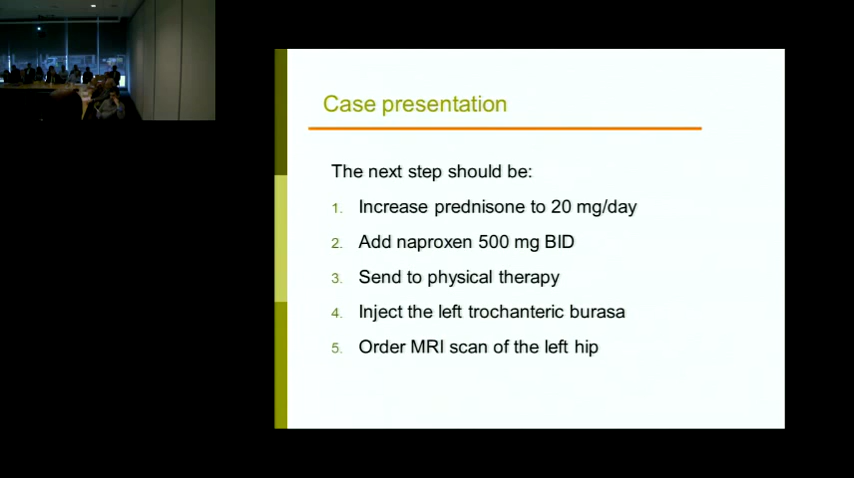 Case presentation
The next step should be:
1. Increase prednisone to 20 mg/day
2. Add naproxen 500 mg BID
3. Send to physical therapy
4. Inject the left trochanteric burasa
5. Order MRI scan of the left hip